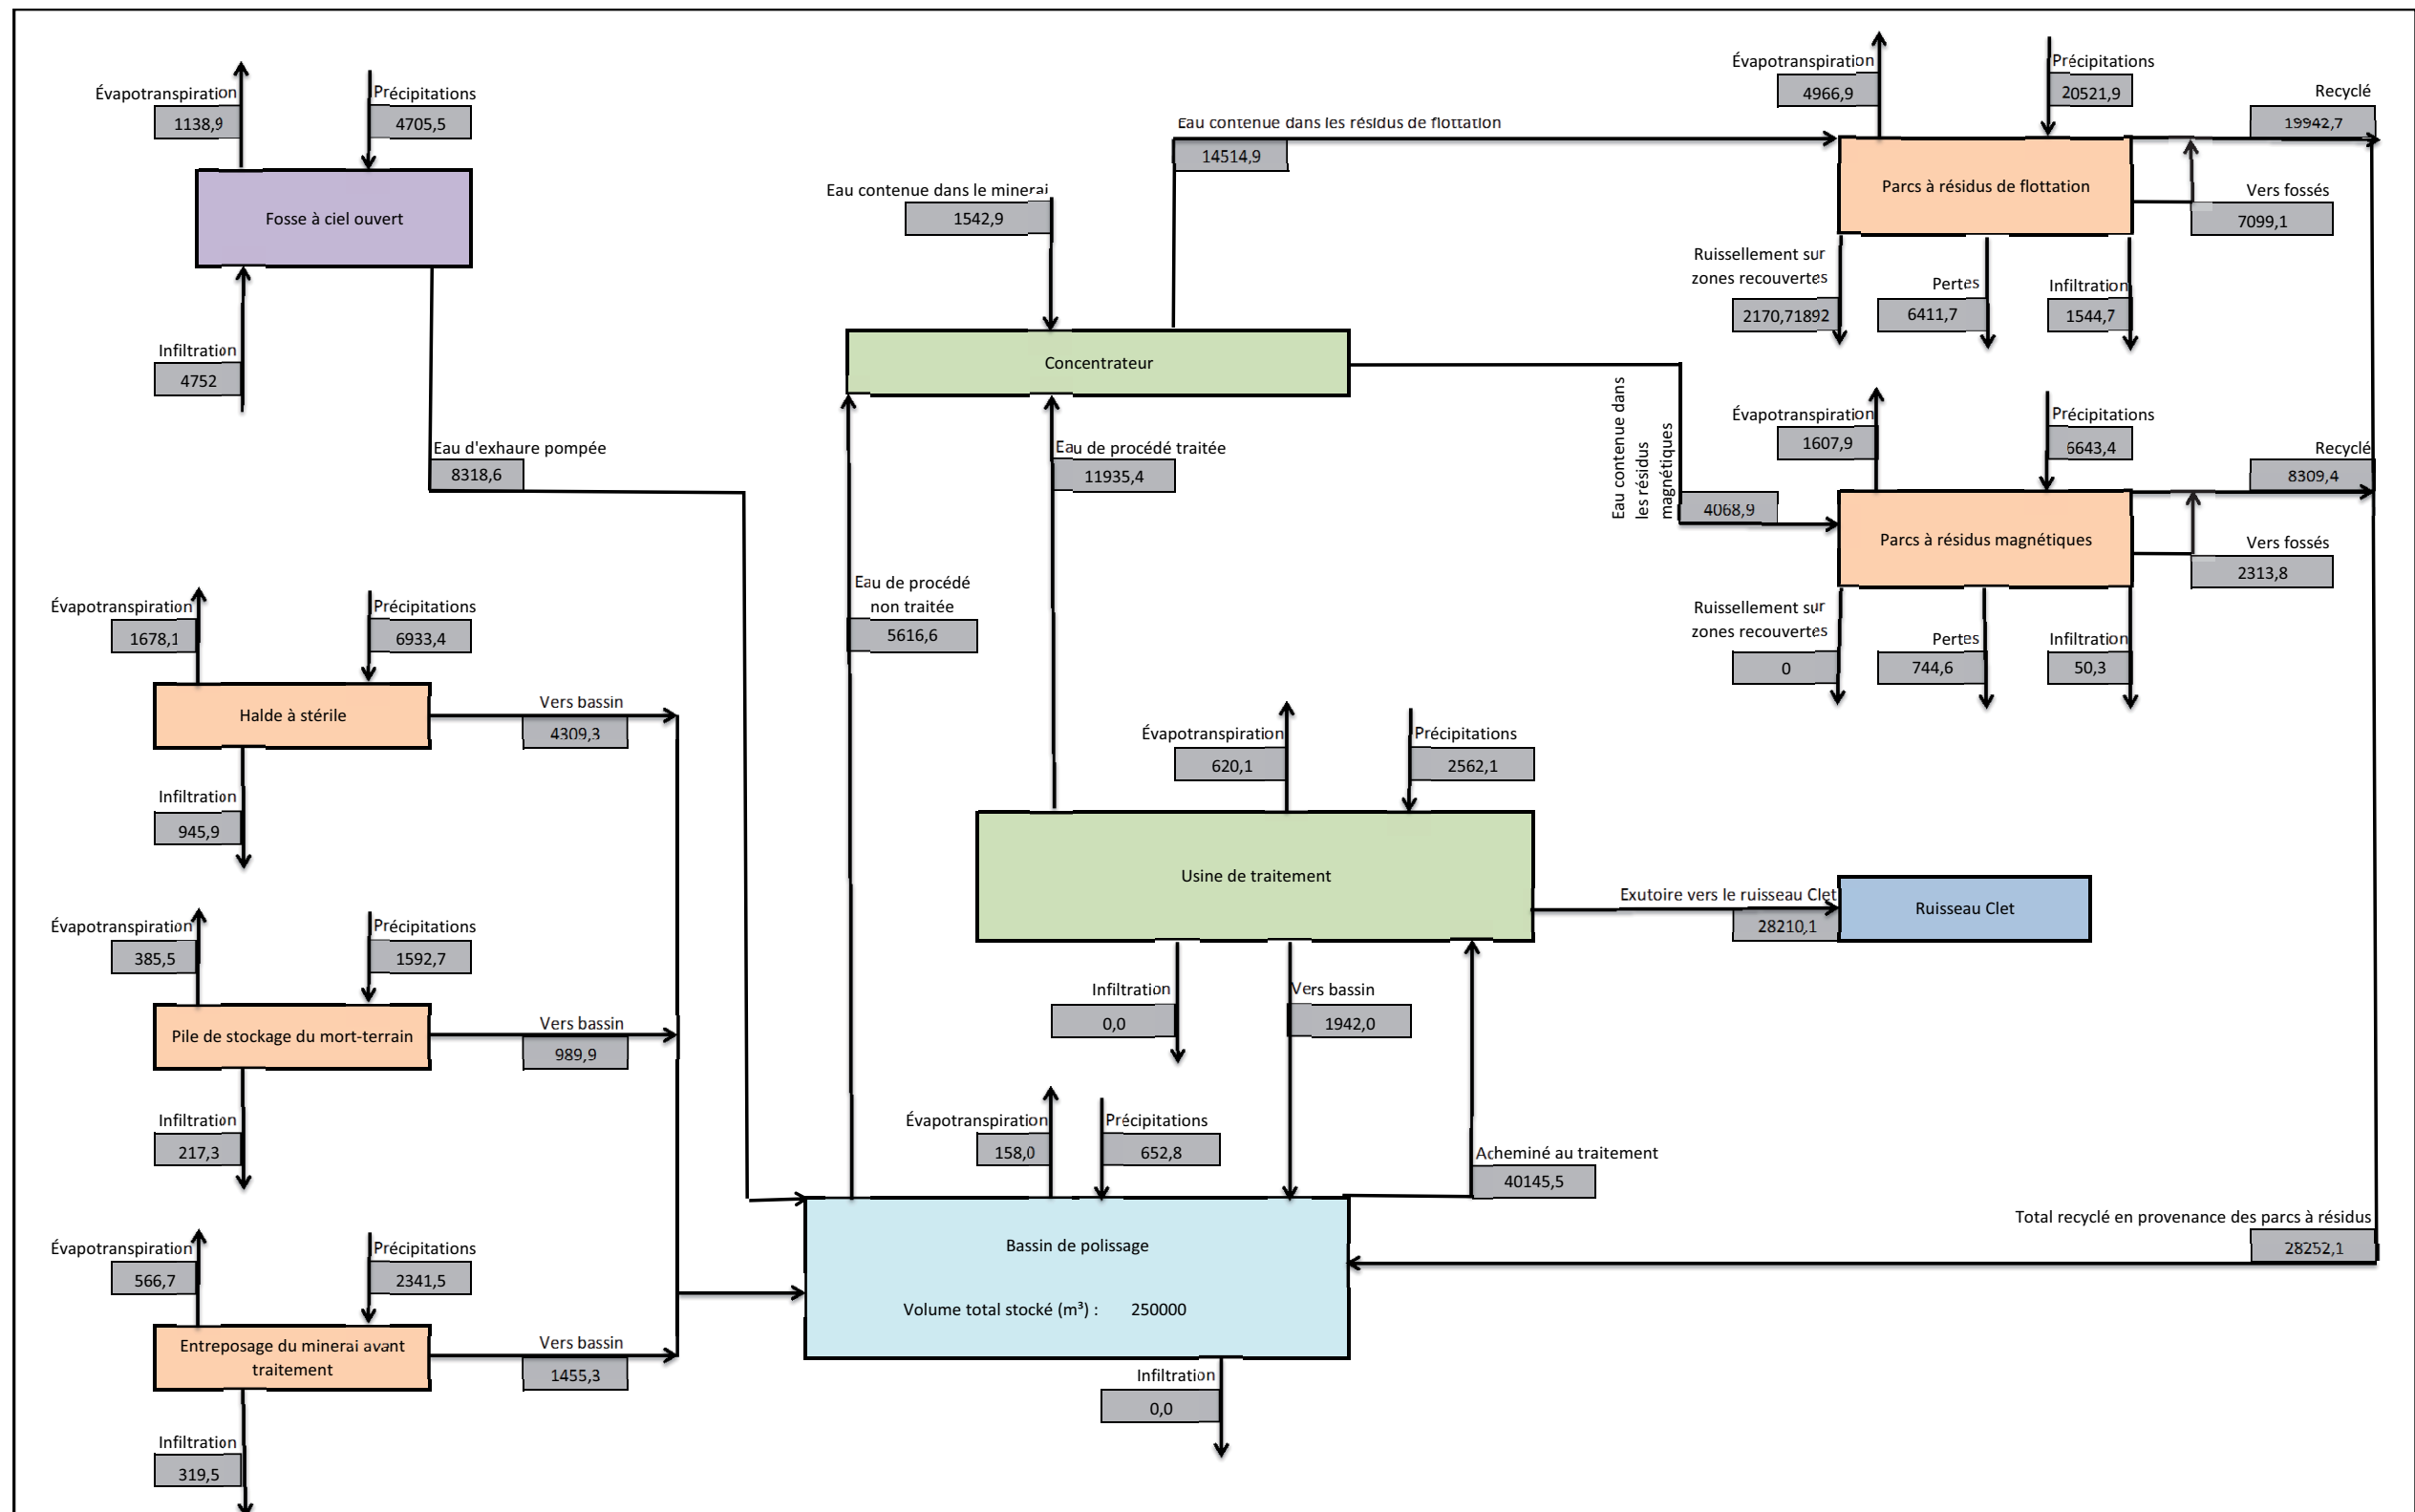 Évapotranspiration
1138,9
Précipitations
4705,5
Fosse à ciel ouvert
Infiltration
4752
Eau d'exhaure pompée
8318,6
Évapotranspiration
1678,1
Précipitations
6933,4
Halde à stérile
Vers bassin
4309,3
Infiltration
945,9
Évapotranspiration
385,5
Précipitations
1592,7
Pile de stockage du mort-terrain
Vers bassin
989,9
Infiltration
217,3
Évapotranspiration
566,7
Précipitations
2341,5
Entreposage du minerai avant
traitement
Vers bassin
1455,3
Infiltration
319,5
Eau contenue dans les résidus de flottation
14514,9
Eau contenue dans le minerai
1542,9
Concentrateur
Eau de procédé traitée
11935,4
Eau de procédé
non traitée
5616,6
Eau contenue dans
les résidus
magnétiques
4068,9
Évapotranspiration
620,1
Précipitations
2562,1
Usine de traitement
Exutoire vers le ruisseau Clet
28210,1
Ruisseau Clet
Infiltration
0,0
Vers bassin
1942,0
Évapotranspiration
158,0
Précipitations
652,8
Acheminé au traitement
40145,5
Bassin de polissage
Volume total stocké (m³) : 250000
Infiltration
0,0
Évapotranspiration
4966,9
Précipitations
20521,9
Recyclé
19942,7
Parcs à résidus de flottation
Vers fossés
7099,1
Ruissellement sur
zones recouvertes
2170,71892
Pertes
6411,7
Infiltration
1544,7
Évapotranspiration
1607,9
Précipitations
6643,4
Recyclé
8309,4
Parcs à résidus magnétiques
Vers fossés
2313,8
Ruissellement sur
zones recouvertes
0
Pertes
744,6
Infiltration
50,3
Total recyclé en provenance des parcs à résidus
28252,1